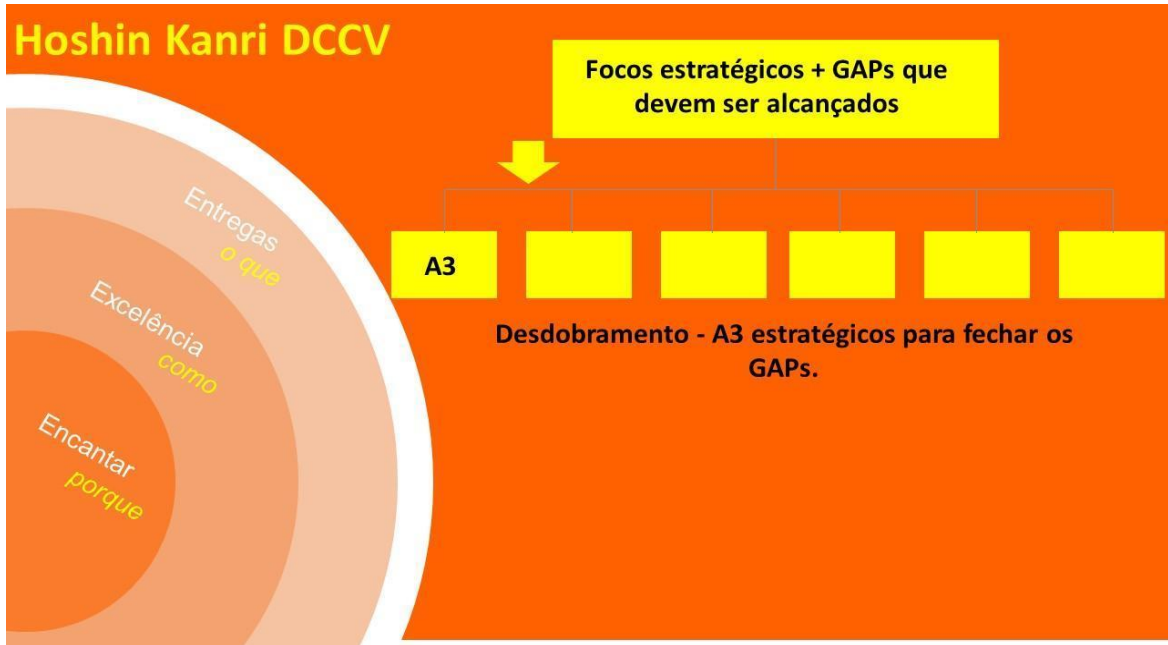 Hoshin Kanri DCCV
Focos estratégicos + GAPs que
devem ser alcançados
Entregas
o que
Excelência
como
Encantar
porque
A3
Desdobramento - A3 estratégicos para fechar os
GAPs.